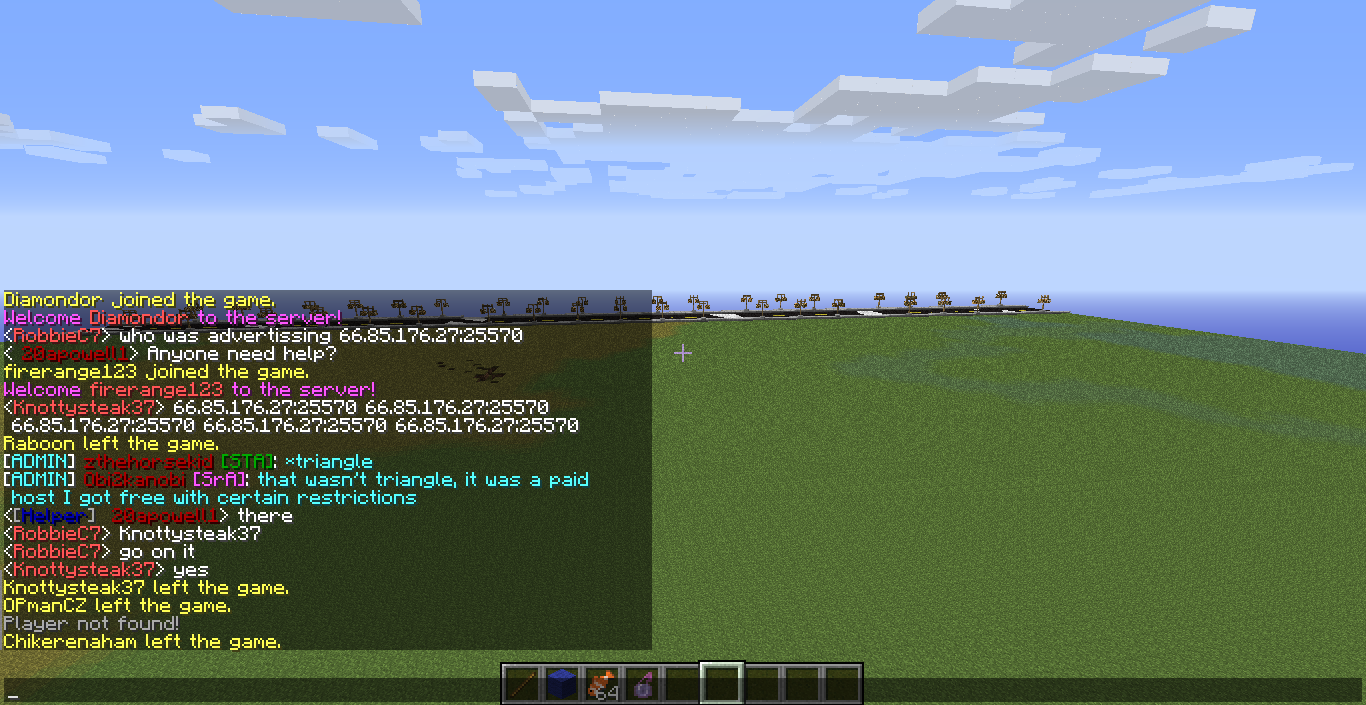 Diamondor joined the game.
Welcome Diamondor to the server!
<RobbieC7> who was advertissing 66.85.176.27:25570
< 20apowell1> Anyone need help?
firerange123 joined the game.
Welcome firerange123 to the server!
<Knottysteak37> 66.85.176.27:25570 66.85.176.27:25570
66.85.176.27:25570 66.85.176.27:25570 66.85.176.27:25570
Raboon left the game.
[ADMIN] zthehorsekid [STA]: *triangle
[ADMIN] Obi2kanobi [SrA]: that wasn't triangle, it was a paid
host I got free with certain restrictions
<[Helper] 20apowell1> there
<RobbieC7> Knottysteak37
<RobbieC7> go on it
<Knottysteak37> yes
Knottysteak37 left the game.
OPmanCZ left the game.
Player not found!
Chikerenaham left the game.
64
_